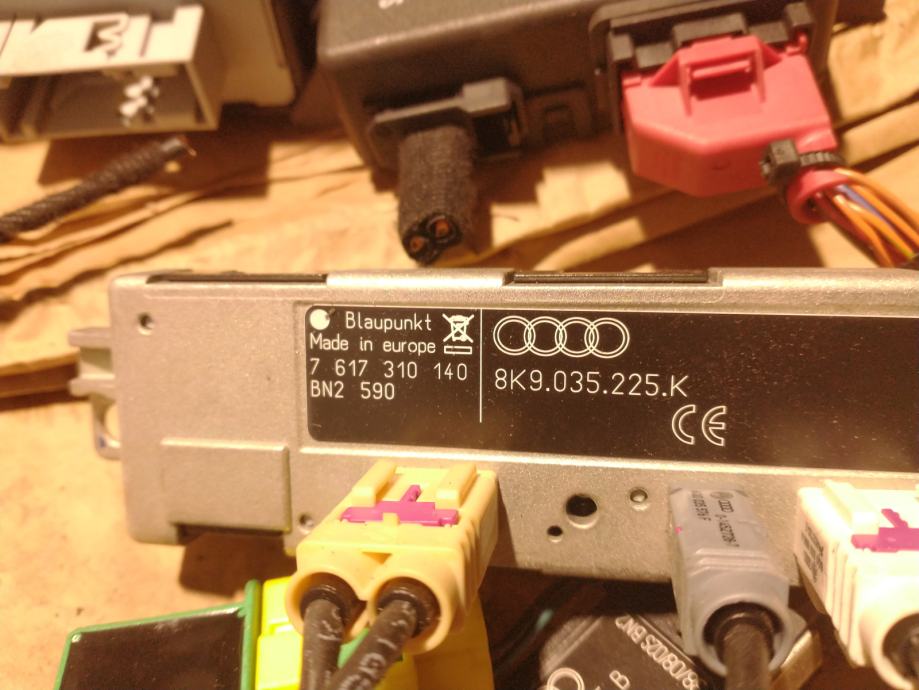 Blaupunkt
Made in europe
7 617 310 140
BN2 590
8K9.035.225.K
CE